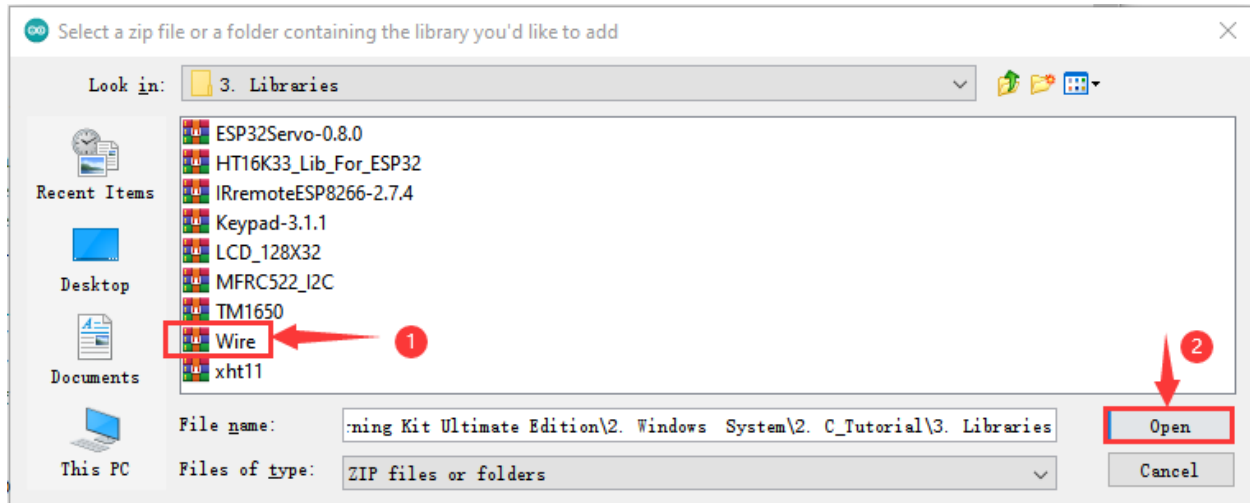 Select a zip file or a folder containing the library you'd like to add
Look in:
3. Libraries
ESP32Servo-0.8.0
HT16K33_Lib_For_ESP32
IRremoteESP8266-2.7.4
Keypad-3.1.1
LCD_128X32
MFRC522_I2C
TM1650
Wire
xht11
1
2
Recent Items
Desktop
Documents
This PC
File name:
:ning Kit Ultimate Edition\2. Windows System\2. C_Tutorial\3. Libraries
Open
Files of type:
ZIP files or folders
Cancel